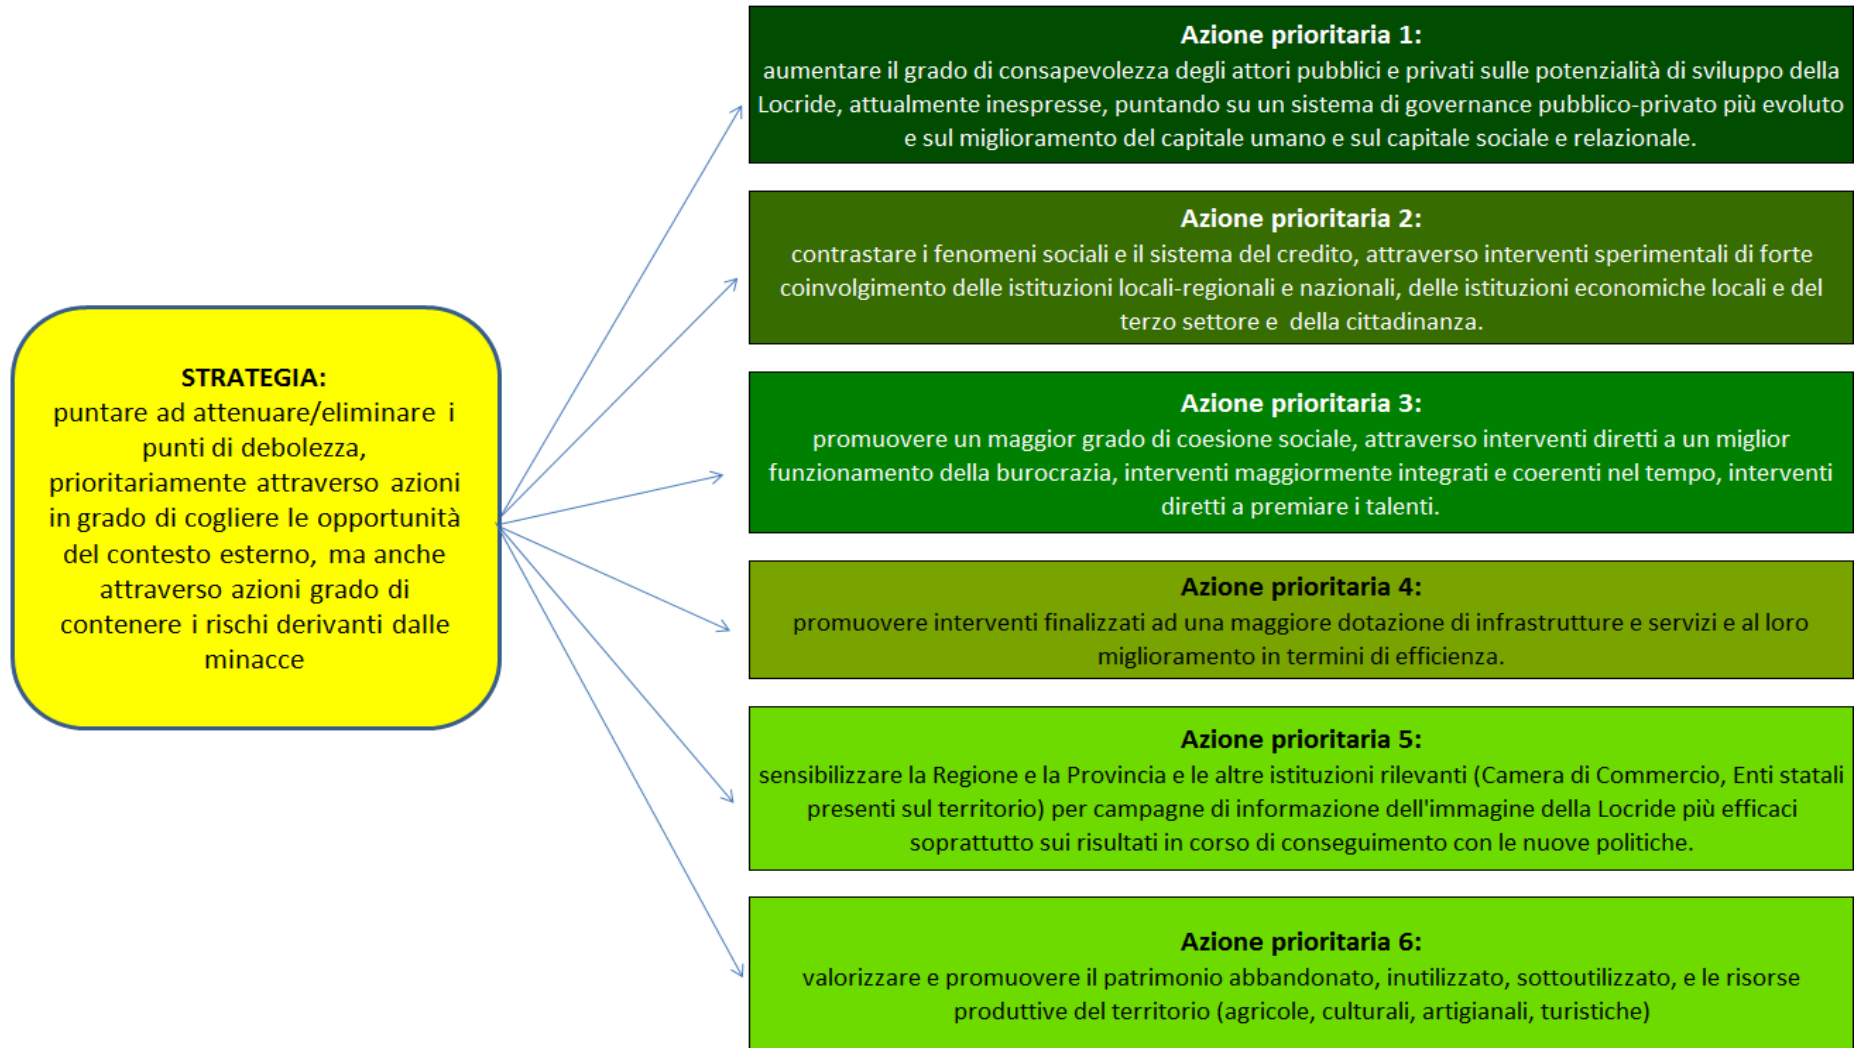 STRATEGIA:
puntare ad attenuare/eliminare i
punti di debolezza,
prioritariamente attraverso azioni
in grado di cogliere le opportunità
del contesto esterno, ma anche
attraverso azioni grado di
contenere i rischi derivanti dalle
minacce
Azione prioritaria 1:
aumentare il grado di consapevolezza degli attori pubblici e privati sulle potenzialità di sviluppo della
Locride, attualmente inespresse, puntando su un sistema di governance pubblico-privato più evoluto
e sul miglioramento del capitale umano e sul capitale sociale e relazionale.
Azione prioritaria 2:
contrastare i fenomeni sociali e il sistema del credito, attraverso interventi sperimentali di forte
coinvolgimento delle istituzioni locali-regionali e nazionali, delle istituzioni economiche locali e del
terzo settore e della cittadinanza.
Azione prioritaria 3:
promuovere un maggior grado di coesione sociale, attraverso interventi diretti a un miglior
funzionamento della burocrazia, interventi maggiormente integrati e coerenti nel tempo, interventi
diretti a premiare i talenti.
Azione prioritaria 4:
promuovere interventi finalizzati ad una maggiore dotazione di infrastrutture e servizi e al loro
miglioramento in termini di efficienza.
Azione prioritaria 5:
sensibilizzare la Regione e la Provincia e le altre istituzioni rilevanti (Camera di Commercio, Enti statali
presenti sul territorio) per campagne di informazione dell'immagine della Locride più efficaci
soprattutto sui risultati in corso di conseguimento con le nuove politiche.
Azione prioritaria 6:
valorizzare e promuovere il patrimonio abbandonato, inutilizzato, sottoutilizzato, e le risorse
produttive del territorio (agricole, culturali, artigianali, turistiche)